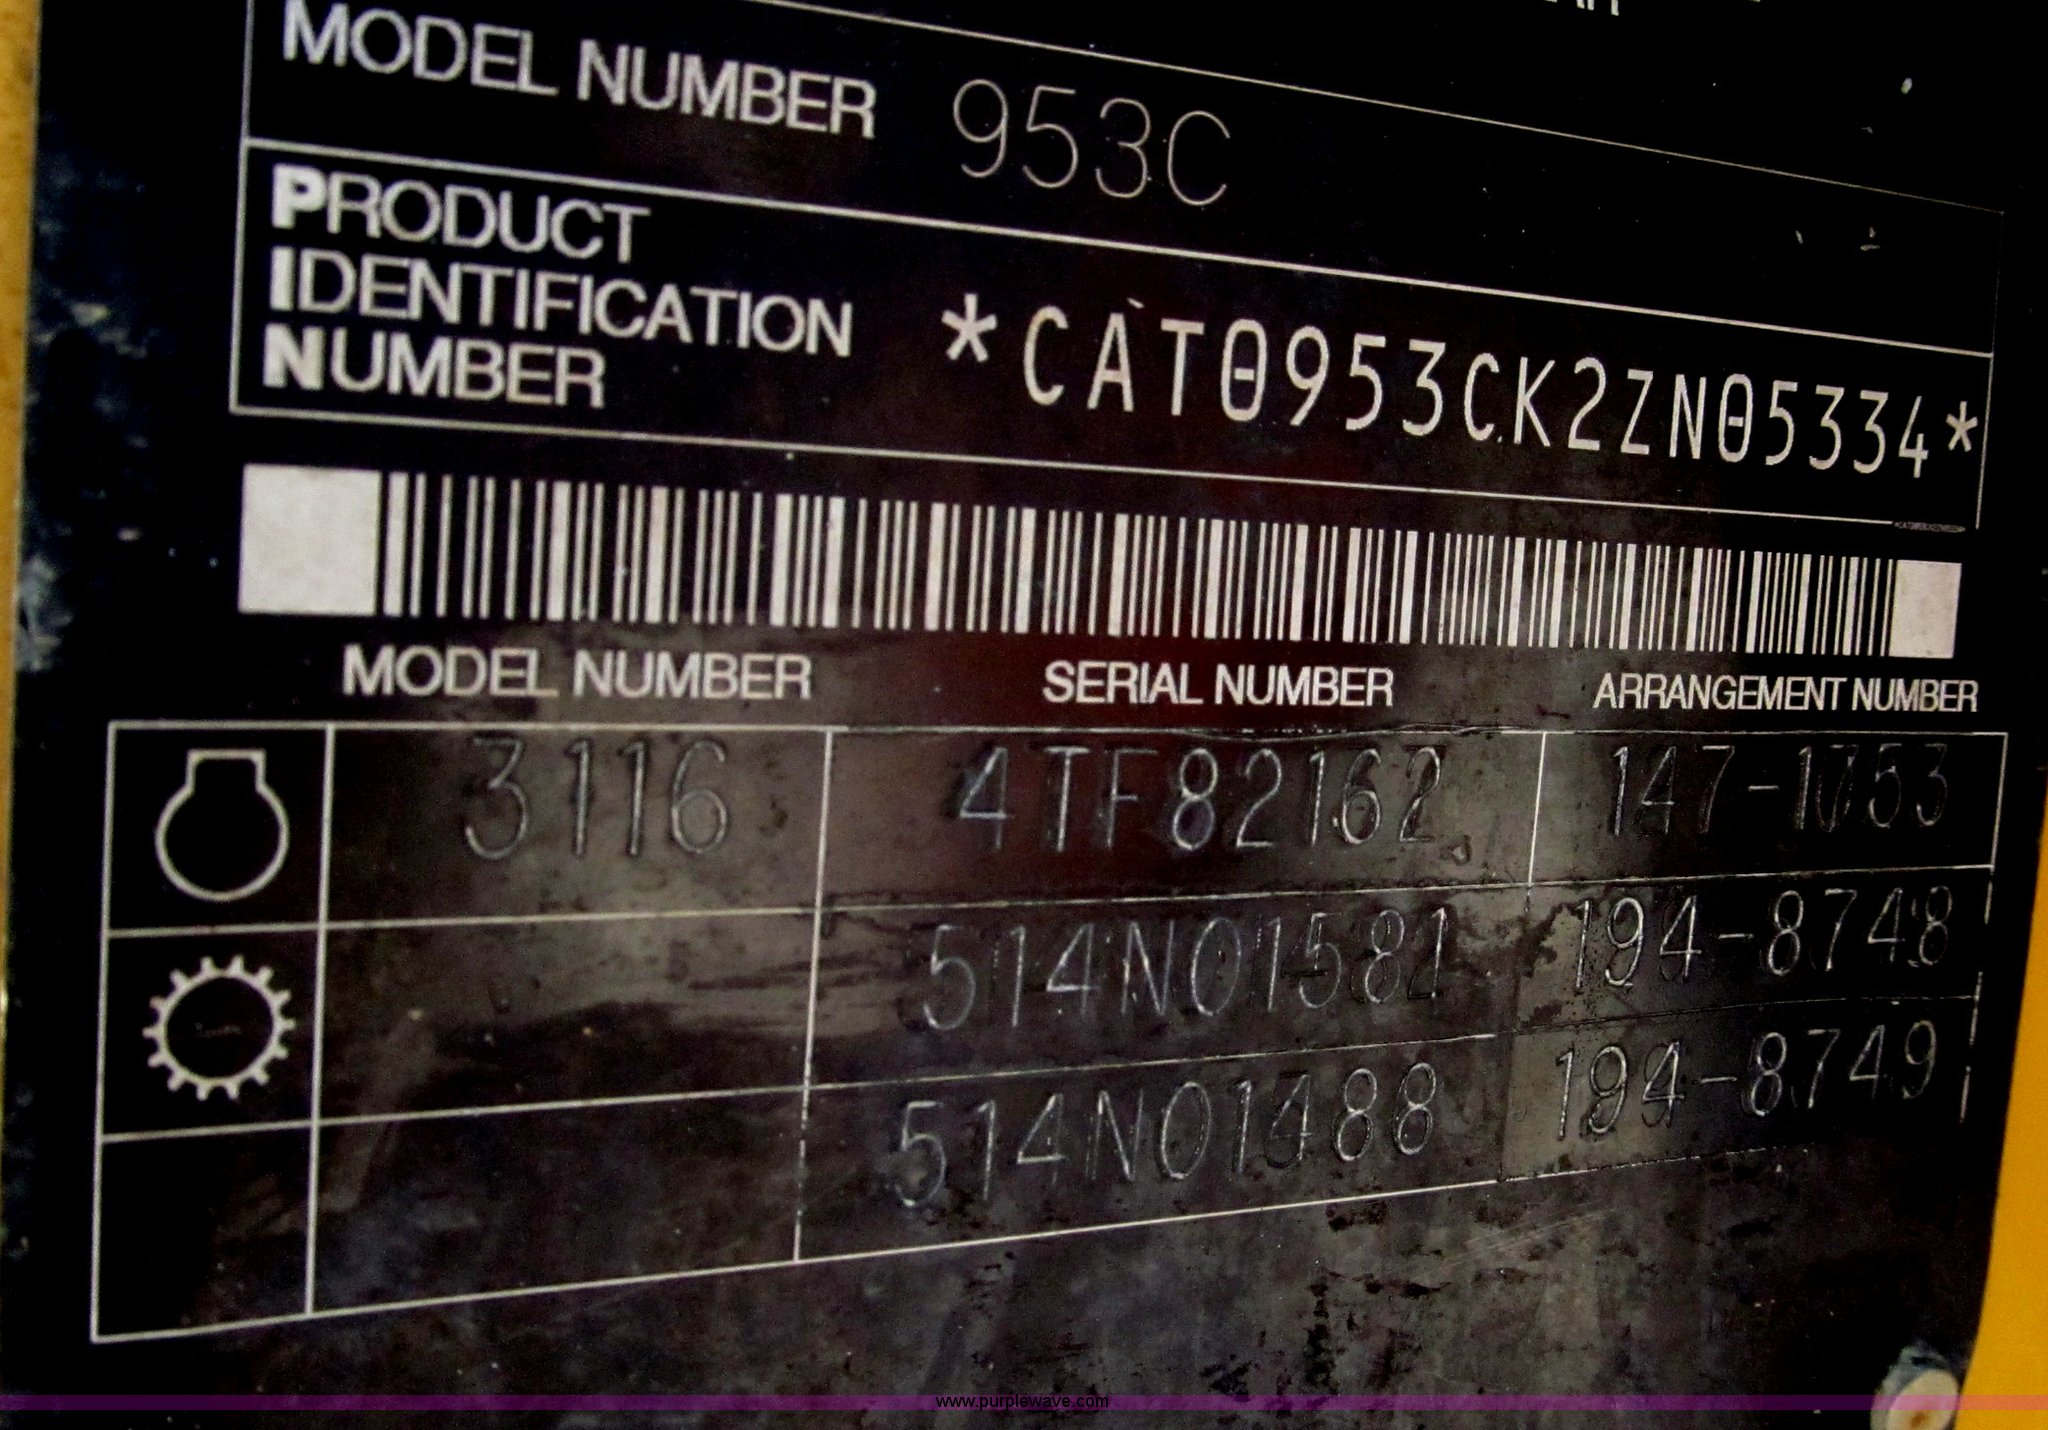 MODEL NUMBER 953C
PRODUCT
IDENTIFICATION
NUMBER
*CAT0953CK2ZN05334*
MODEL NUMBER SERIAL NUMBER ARRANGEMENT NUMBER
3116 4TF82162 147-1753
514N01581 194-8748
514N01488 194-8749
www.purplewave.com